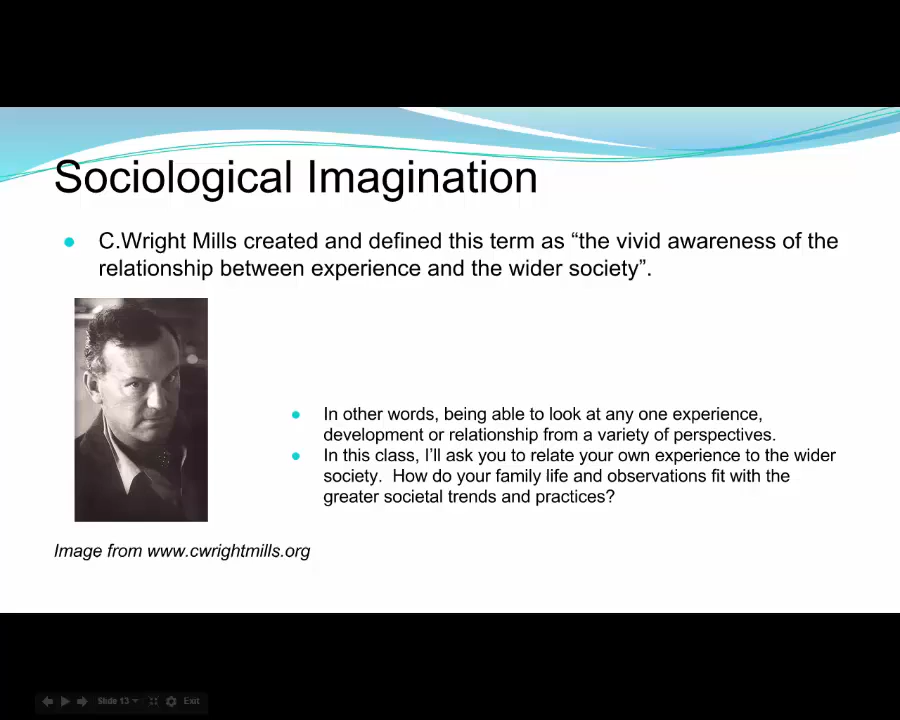 Sociological Imagination
● C.Wright Mills created and defined this term as “the vivid awareness of the
relationship between experience and the wider society”.
● In other words, being able to look at any one experience,
development or relationship from a variety of perspectives.
● In this class, I’ll ask you to relate your own experience to the wider
society.  How do your family life and observations fit with the
greater societal trends and practices?
Image from www.cwrightmills.org
Slide 13 Exit